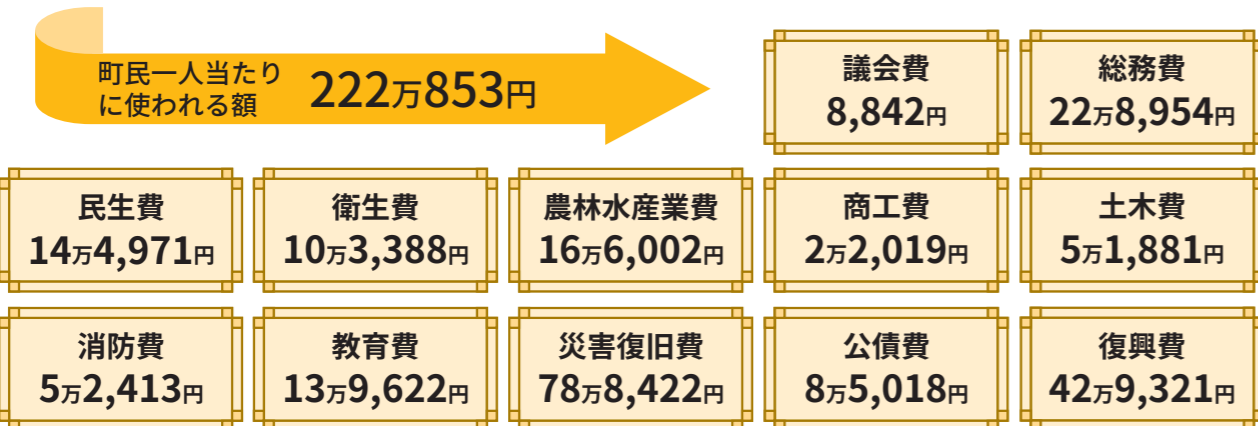 町民一人当たり
に使われる額
222万853円
議会費
8,842円
総務費
22万8,954円
民生費
14万4,971円
衛生費
10万3,388円
農林水産業費
16万6,002円
商工費
2万2,019円
土木費
5万1,881円
消防費
5万2,413円
教育費
13万9,622円
災害復旧費
78万8,422円
公債費
8万5,018円
復興費
42万9,321円